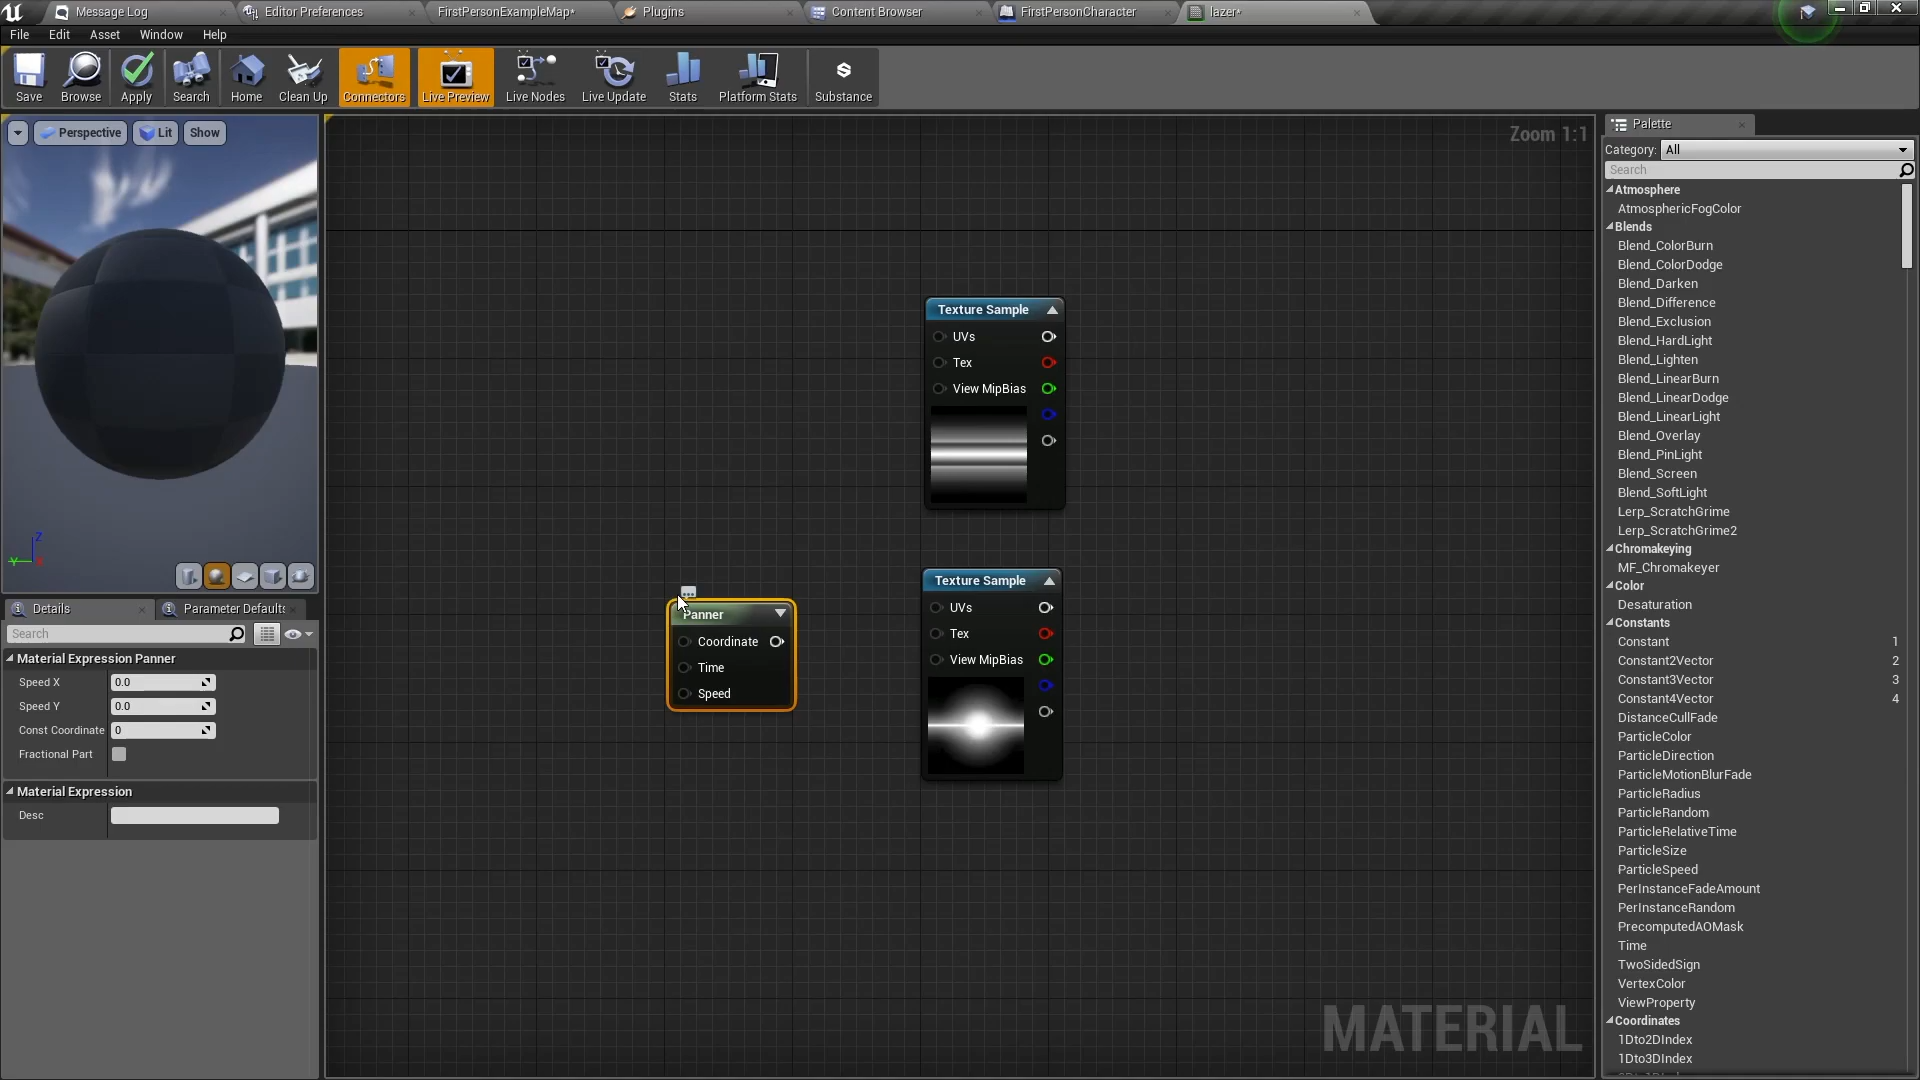 Message Log
Editor Preferences
FirstPersonExampleMap*
Plugins
Content Browser
FirstPersonCharacter
lazer*
File
Edit
Asset
Window
Help
Save
Browse
Apply
Search
Home
Clean Up
Connectors
Live Preview
Live Nodes
Live Update
Stats
Platform Stats
Substance
Perspective
Lit
Show
Zoom 1:1
Palette
Category:
All
Search
Atmosphere
AtmosphericFogColor
Blends
Blend_ColorBurn
Blend_ColorDodge
Blend_Darken
Blend_Difference
Blend_Exclusion
Blend_HardLight
Blend_Lighten
Blend_LinearBurn
Blend_LinearDodge
Blend_LinearLight
Blend_Overlay
Blend_PinLight
Blend_Screen
Blend_SoftLight
Lerp_ScratchGrime
Lerp_ScratchGrime2
Chromakeying
MF_Chromakeyer
Color
Desaturation
Constants
Constant 1
Constant2Vector 2
Constant3Vector 3
Constant4Vector 4
DistanceCullFade
ParticleColor
ParticleDirection
ParticleMotionBlurFade
ParticleRadius
ParticleRandom
ParticleRelativeTime
ParticleSize
ParticleSpeed
PerInstanceFadeAmount
PerInstanceRandom
PrecomputedAOMask
Time
TwoSidedSign
VertexColor
ViewProperty
Coordinates
1Dto2DIndex
1Dto3DIndex
Texture Sample
UVs
Tex
View MipBias
Texture Sample
UVs
Tex
View MipBias
Panner
Coordinate
Time
Speed
Z
Y
Details
Parameter Defaults
Search
Material Expression Panner
Speed X 0.0
Speed Y 0.0
Const Coordinate 0
Fractional Part
Material Expression
Desc
MATERIAL